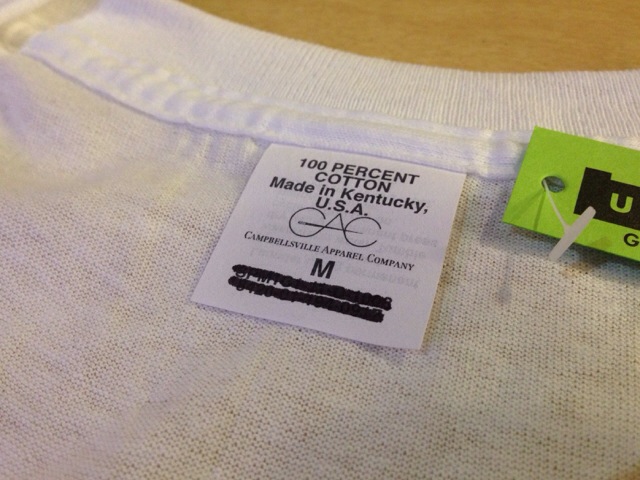 100 PERCENT
COTTON
Made in Kentucky,
U.S.A.
CAC
CAMPBELLSVILLE APPAREL COMPANY
M
U
G